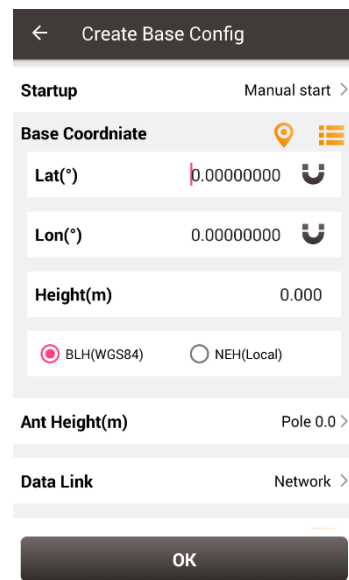 Create Base Config
Startup Manual start
Base Coordniate
Lat(°) 0.00000000
Lon(°) 0.00000000
Height(m) 0.000
BLH(WGS84) NEH(Local)
Ant Height(m) Pole 0.0
Data Link Network
OK